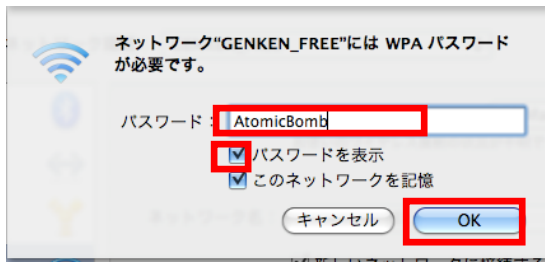 ネットワーク“GENKEN_FREE”には WPA パスワード
が必要です。
パスワード：
AtomicBomb
パスワードを表示
このネットワークを記憶
キャンセル
OK